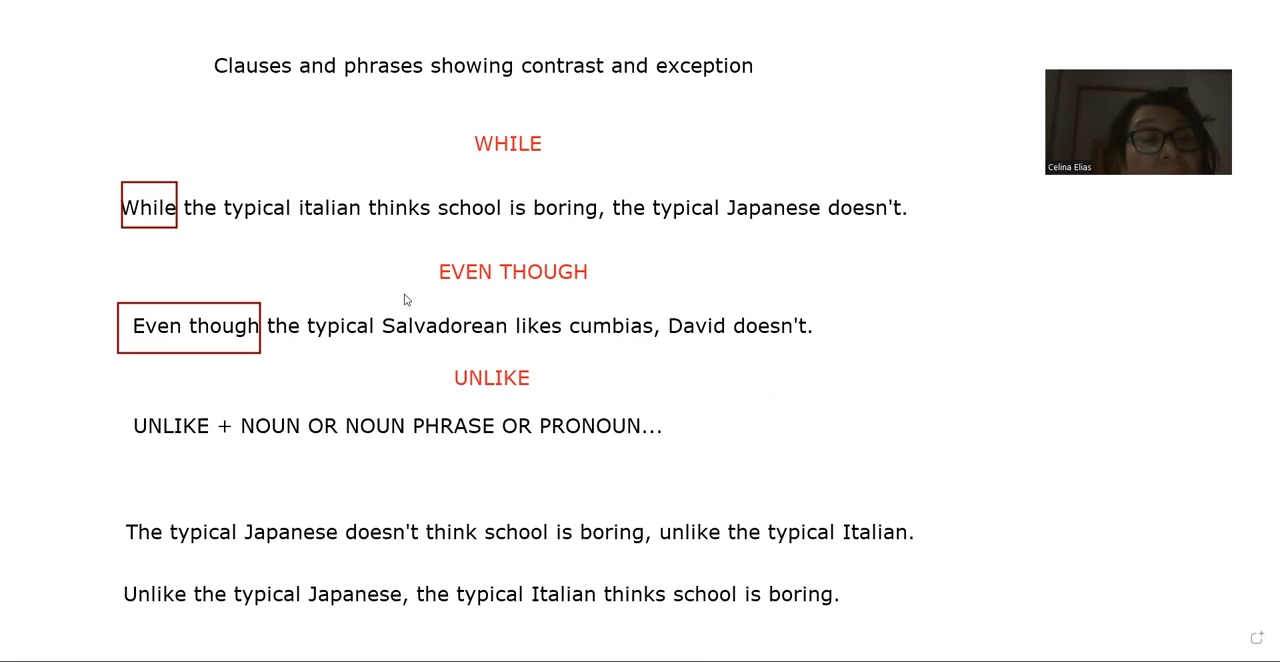 Clauses and phrases showing contrast and exception
Celina Elias
WHILE
While the typical italian thinks school is boring, the typical Japanese doesn't.
EVEN THOUGH
Even though the typical Salvadorean likes cumbias, David doesn't.
UNLIKE
UNLIKE + NOUN OR NOUN PHRASE OR PRONOUN...
The typical Japanese doesn't think school is boring, unlike the typical Italian.
Unlike the typical Japanese, the typical Italian thinks school is boring.